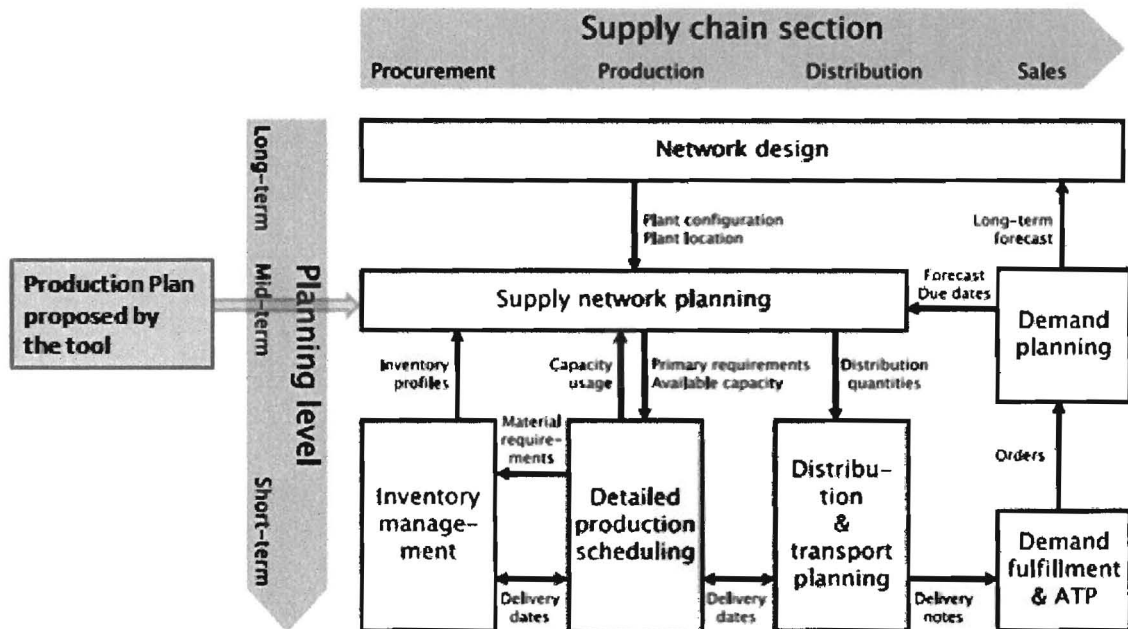 Supply chain section
Procurement Production Distribution Sales
Long-term
Mid-term
Short-term
Planning level
Production Plan
proposed by
the tool
Network design
Plant configuration
Plant location
Long-term
forecast
Supply network planning
Forecast
Due dates
Demand
planning
Inventory
profiles
Capacity
usage
Primary requirements
Available capacity
Distribution
quantities
Material
require-
ments
Orders
Inventory
manage-
ment
Detailed
production
scheduling
Distribu-
tion
&
transport
planning
Demand
fulfillment
& ATP
Delivery
dates
Delivery
dates
Delivery
notes